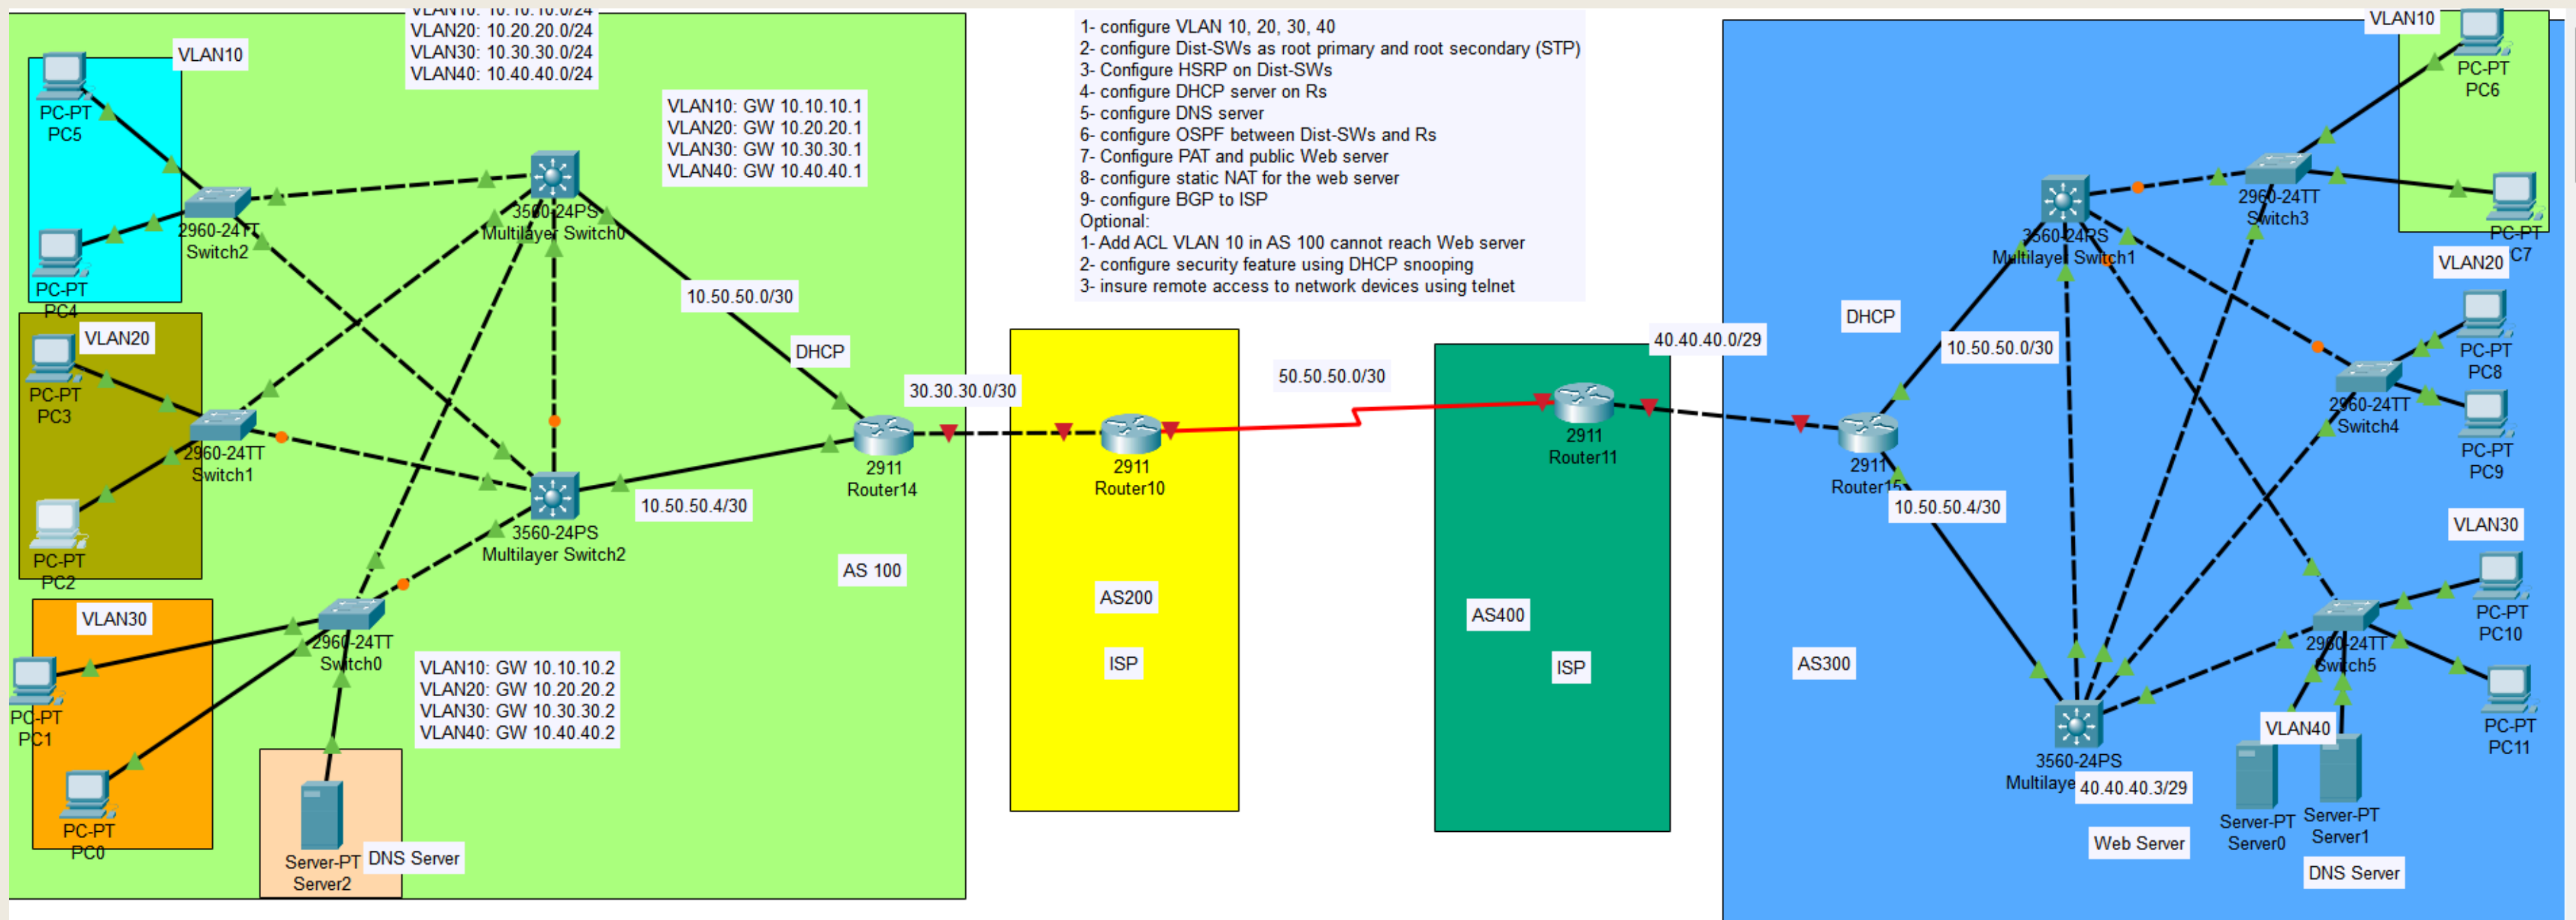 VLAN10: 10.10.10.0/24
VLAN20: 10.20.20.0/24
VLAN30: 10.30.30.0/24
VLAN40: 10.40.40.0/24
VLAN10
PC-PT
PC5
PC-PT
PC4
2960-24TT
Switch2
VLAN10: GW 10.10.10.1
VLAN20: GW 10.20.20.1
VLAN30: GW 10.30.30.1
VLAN40: GW 10.40.40.1
3560-24PS
Multilayer Switch0
10.50.50.0/30
DHCP
VLAN20
PC-PT
PC3
PC-PT
PC2
2960-24TT
Switch1
3560-24PS
Multilayer Switch2
10.50.50.4/30
2911
Router14
AS 100
VLAN30
PC-PT
PC1
PC-PT
PC0
2960-24TT
Switch0
VLAN10: GW 10.10.10.2
VLAN20: GW 10.20.20.2
VLAN30: GW 10.30.30.2
VLAN40: GW 10.40.40.2
Server-PT
Server2
DNS Server
1- configure VLAN 10, 20, 30, 40
2- configure Dist-SWs as root primary and root secondary (STP)
3- Configure HSRP on Dist-SWs
4- configure DHCP server on Rs
5- configure DNS server
6- configure OSPF between Dist-SWs and Rs
7- Configure PAT and public Web server
8- configure static NAT for the web server
9- configure BGP to ISP
Optional:
1- Add ACL VLAN 10 in AS 100 cannot reach Web server
2- configure security feature using DHCP snooping
3- insure remote access to network devices using telnet
30.30.30.0/30
2911
Router10
AS200
ISP
50.50.50.0/30
2911
Router11
AS400
ISP
40.40.40.0/29
2911
Router15
DHCP
10.50.50.0/30
10.50.50.4/30
AS300
3560-24PS
Multilayer Switch1
VLAN10
PC-PT
PC6
2960-24TT
Switch3
PC-PT
C7
VLAN20
PC-PT
PC8
2960-24TT
Switch4
PC-PT
PC9
VLAN30
PC-PT
PC10
2960-24TT
Switch5
PC-PT
PC11
VLAN40
3560-24PS
40.40.40.3/29
Web Server
Server-PT
Server0
Server-PT
Server1
DNS Server